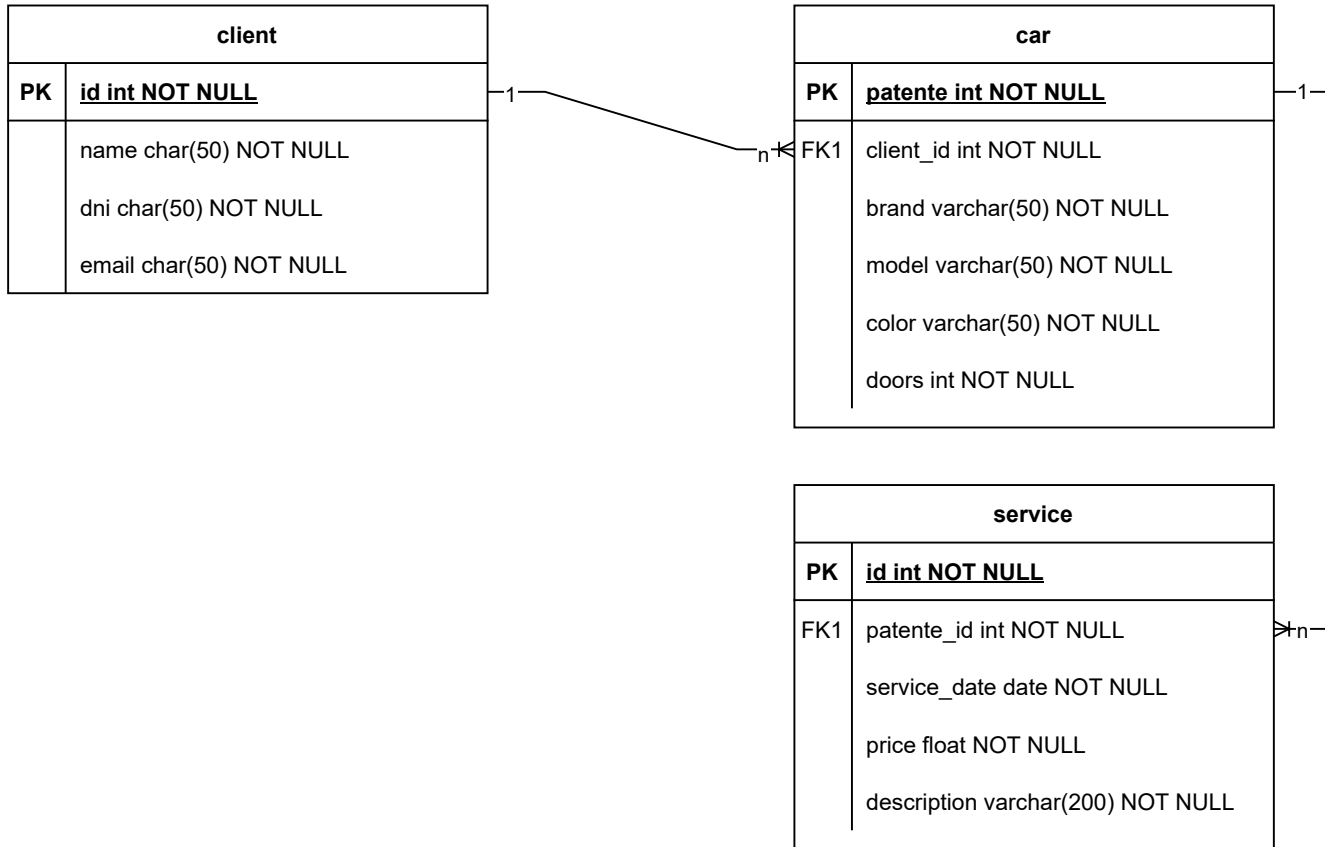 client
PK id int NOT NULL
name char(50) NOT NULL
dni char(50) NOT NULL
email char(50) NOT NULL
1
n
car
PK patente int NOT NULL
FK1 client_id int NOT NULL
brand varchar(50) NOT NULL
model varchar(50) NOT NULL
color varchar(50) NOT NULL
doors int NOT NULL
1
service
PK id int NOT NULL
FK1 patente_id int NOT NULL
n
service_date date NOT NULL
price float NOT NULL
description varchar(200) NOT NULL